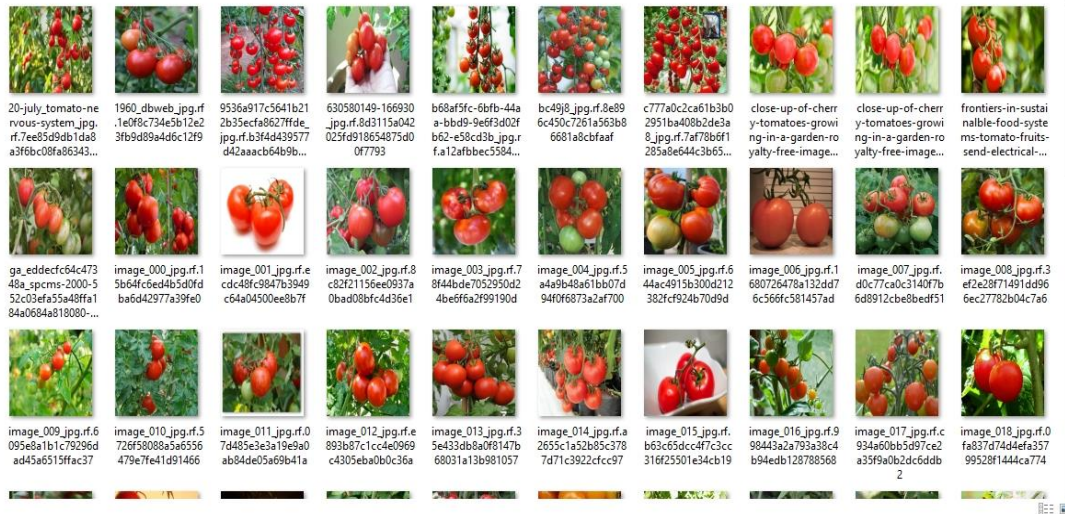 20-july_tomato-ne
rvous-system_jpg.
rf.7ee85d9db1da8
a3f6bc08fa86343...
1960_dbweb_jpg.rf
.1e0f8c734e5b12e2
3fb9d89a4d6c12f9
9536a917c5641b21
2b35ecfa8627ffde_
jpg.rf.b3f4d439577
d42aaacb64b9b...
630580149-166930
_jpg.rf.8d3115a042
025fd918654875d0
0f7793
b68af5fc-6bfb-44a
a-bbd9-9e6f3d02f
b62-e58cd3b_jpg.r
f.a12afbbec5584...
bc49j8_jpg.rf.8e89
6c450c7261a563b8
6681a8cbfaaf
c777a0c2ca61b3b0
2951ba408b2de3a
8_jpg.rf.7af78b6f1
285a8e644c3b65...
close-up-of-cherr
y-tomatoes-growi
ng-in-a-garden-ro
yalty-free-image...
close-up-of-cherr
y-tomatoes-growi
ng-in-a-garden-ro
yalty-free-image...
frontiers-in-sustai
nalble-food-syste
ms-tomato-fruits-
send-electrical-...
ga_eddecfc64c473
148a_spcms-2000-5
52c03efa55a48ffa1
84a0684a818080-...
image_000_jpg.rf.1
5b64fc6ed4b5d0fd
ba6d42977a39fe0
image_001_jpg.rf.e
cdc48fc9847b3949
c64a04500ee8b7f
image_002_jpg.rf.8
2c82f21156ee0937a
0bad08bfc4d36e1
image_003_jpg.rf.7
8f44bde7052950d2
4be6f6a2f99190d
image_004_jpg.rf.5
a4a9b48a61bb07d
94f0f6873a2af700
image_005_jpg.rf.6
44ac4915b300d212
382fcf924b70d9d
image_006_jpg.rf.1
680726478a132dd7
6c566fc581457ad
image_007_jpg.rf.
d0c77ca0c3140f7b
6d8912cbe8bedf51
image_008_jpg.rf.3
ef2e28f71491dd96
6ec27782b04c7a6
image_009_jpg.rf.6
095e8a1b1c79296d
ad45a6515ffac37
image_010_jpg.rf.5
726f58088a5a6556
479e7fe41d91466
image_011_jpg.rf.0
7d485e3e3a19e9a0
ab84de05a69b41a
image_012_jpg.rf.e
893b87c1cc4e0969
c4305eba0b0c36a
image_013_jpg.rf.3
5e433db8a0f8147b
68031a13b981057
image_014_jpg.rf.a
2655c1a52b85c378
7d71c3922cfcc97
image_015_jpg.rf.
b63c65dcc4f7c3cc
316f25501e34cb19
image_016_jpg.rf.9
98443a2a793a38c4
b94edb128788568
image_017_jpg.rf.c
934a60bb5d97ce2
a35f9a0b2dc6ddb
2
image_018_jpg.rf.0
fa837d74d4efa357
99528f1444ca774